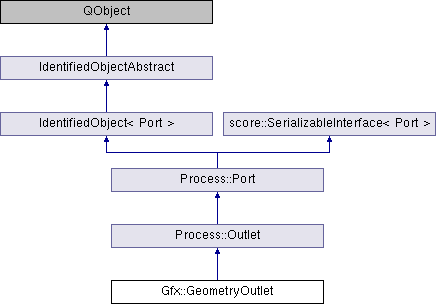 QObject
IdentifiedObjectAbstract
IdentifiedObject< Port >
score::SerializableInterface< Port >
Process::Port
Process::Outlet
Gfx::GeometryOutlet